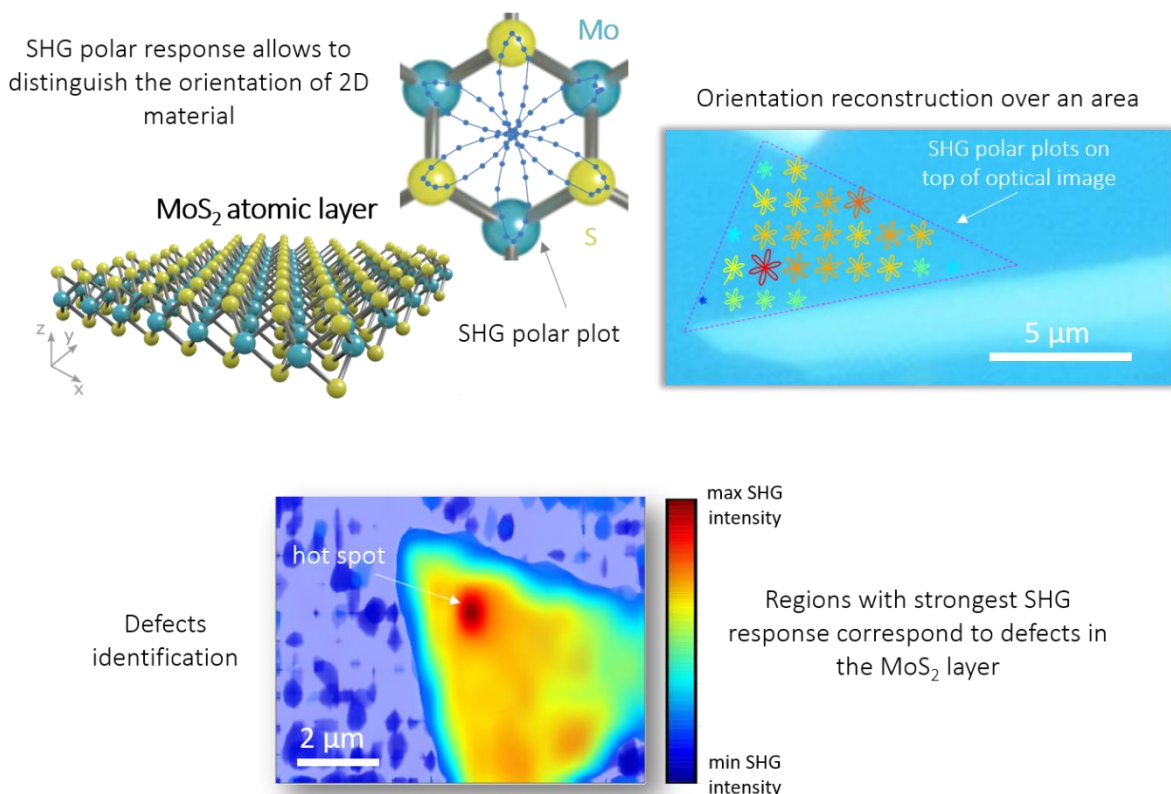 SHG polar response allows to
distinguish the orientation of 2D
material
Mo
S
SHG polar plot
MoS₂ atomic layer
z
y
x
Orientation reconstruction over an area
SHG polar plots on
top of optical image
5 μm
Defects
identification
hot spot
2 μm
max SHG
intensity
min SHG
intensity
Regions with strongest SHG
response correspond to defects in
the MoS₂ layer